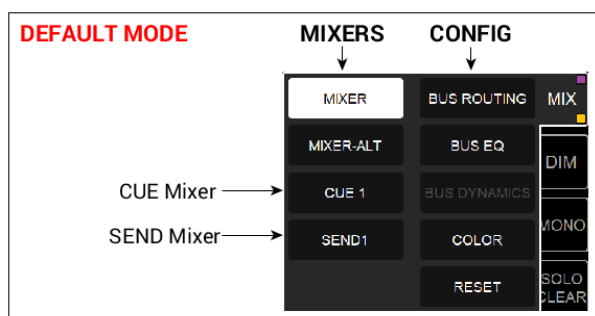 DEFAULT MODE MIXERS CONFIG
MIXER BUS ROUTING MIX
MIXER-ALT BUS EQ DIM
CUE Mixer CUE 1 BUS DYNAMICS
SEND Mixer SEND1 COLOR MONO
RESET SOLO
CLEAR